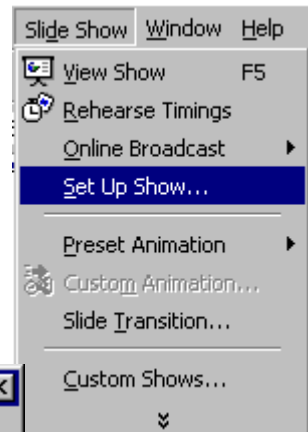 Slide Show Window Help
View Show F5
Rehearse Timings
Online Broadcast
Set Up Show...
Preset Animation
Custom Animation...
Slide Transition...
Custom Shows...